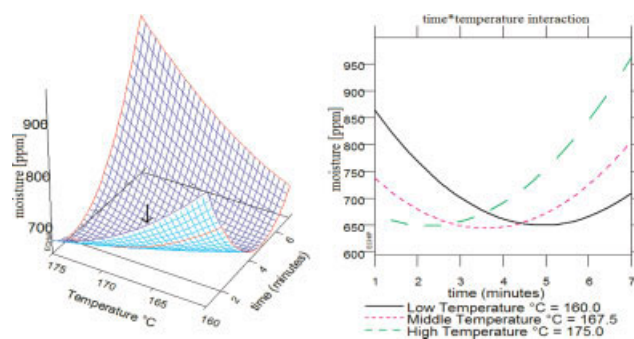 moisture [ppm]
900
800
700
175
170
165
160
Temperature °C
2
4
6
time (minutes)
time*temperature interaction
moisture [ppm]
950
900
850
800
750
700
650
600
1 2 3 4 5 6 7
time (minutes)
Low Temperature °C = 160.0
Middle Temperature °C = 167.5
High Temperature °C = 175.0